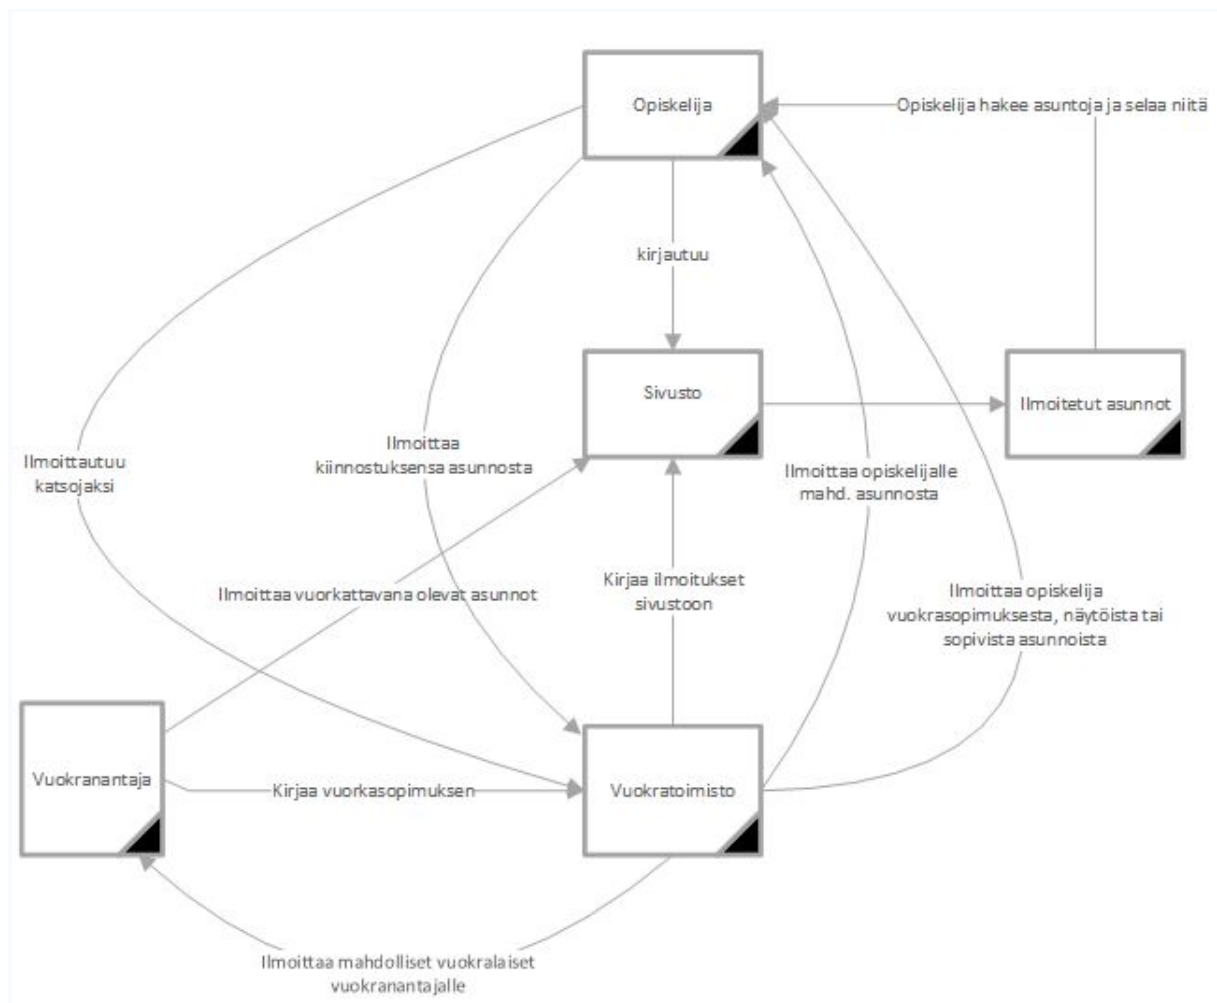 Opiskelija
Opiskelija hakee asuntoja ja selaa niitä
kirjautuu
Sivusto
Ilmoitetut asunnot
Ilmoittautuu
katsojaksi
Ilmoittaa
kiinnostuksensa asunnosta
Ilmoittaa opiskelijalle
mahd. asunnosta
Ilmoittaa vuorkattavana olevat asunnot
Kirjaa ilmoitukset
sivustoon
Ilmoittaa opiskelija
vuokrasopimuksesta, näytöista tai
sopivista asunnoista
Vuokranantaja
Kirjaa vuorkasopimuksen
Vuokratoimisto
Ilmoittaa mahdolliset vuokralaiset
vuokranantajalle